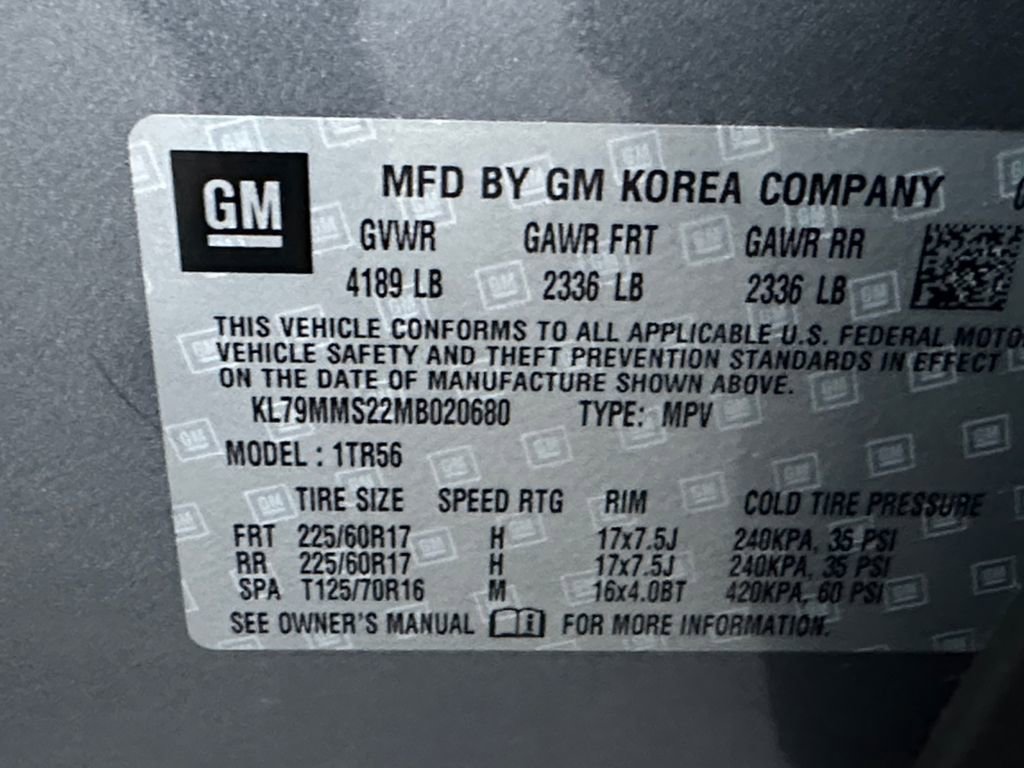 GM
MFD BY GM KOREA COMPANY
GVWR GAWR FRT GAWR RR
4189 LB 2336 LB 2336 LB
THIS VEHICLE CONFORMS TO ALL APPLICABLE U.S. FEDERAL MOTO
VEHICLE SAFETY AND THEFT PREVENTION STANDARDS IN EFFECT
ON THE DATE OF MANUFACTURE SHOWN ABOVE.
KL79MMS22MB020680 TYPE: MPV
MODEL: 1TR56
TIRE SIZE SPEED RTG RIM COLD TIRE PRESSURE
FRT 225/60R17 H 17x7.5J 240KPA, 35 PSI
RR 225/60R17 H 17x7.5J 240KPA, 35 PSI
SPA T125/70R16 M 16x4.0BT 420KPA, 60 PSI
SEE OWNER'S MANUAL i FOR MORE INFORMATION.